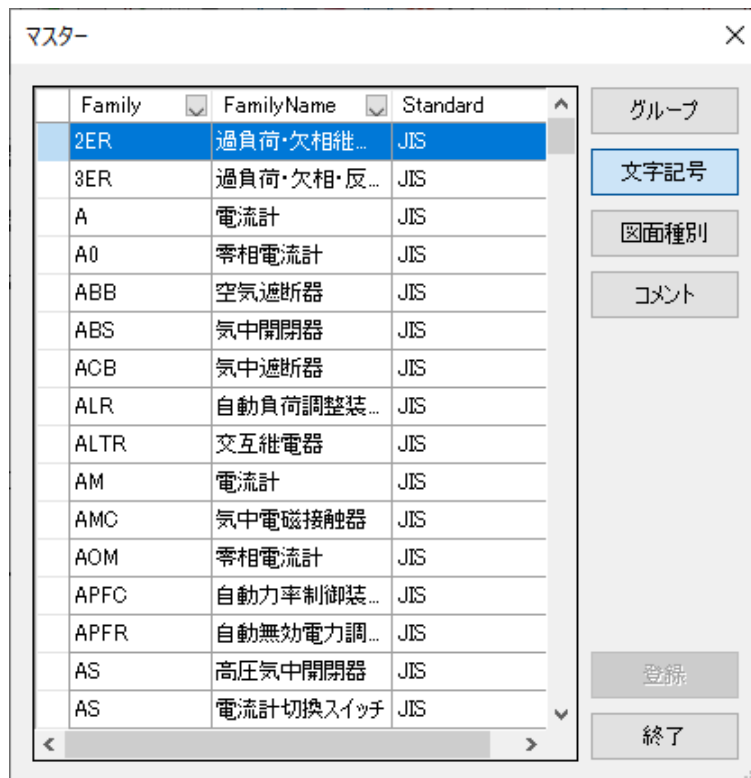 マスター
Family FamilyName Standard
2ER 過負荷・欠相継... JIS
3ER 過負荷・欠相・反... JIS
A 電流計 JIS
A0 零相電流計 JIS
ABB 空気遮断器 JIS
ABS 気中開閉器 JIS
ACB 気中遮断器 JIS
ALR 自動負荷調整装... JIS
ALTR 交互継電器 JIS
AM 電流計 JIS
AMC 気中電磁接触器 JIS
AOM 零相電流計 JIS
APFC 自動力率制御装... JIS
APFR 自動無効電力調... JIS
AS 高圧気中開閉器 JIS
AS 電流計切換スイッチ JIS
グループ
文字記号
図面種別
コメント
登録
終了